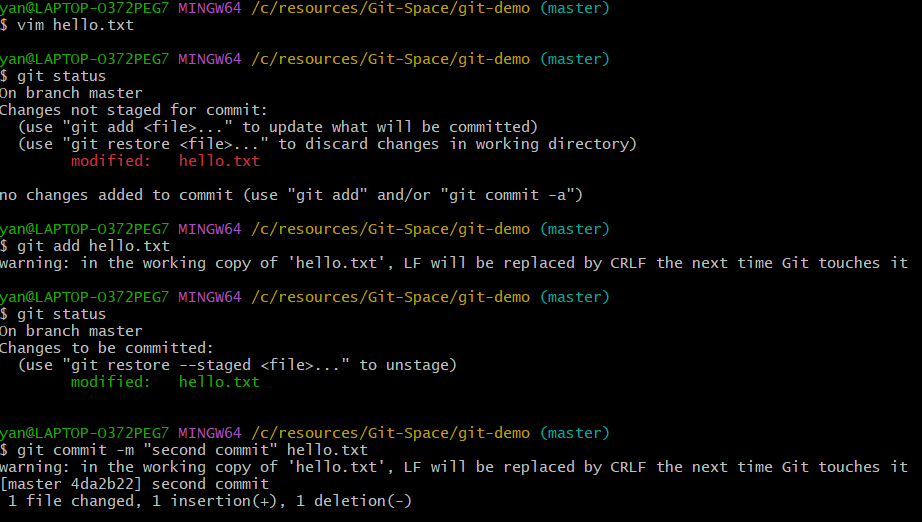 yan@LAPTOP-O372PEG7 MINGW64 /c/resources/Git-Space/git-demo (master)
$ vim hello.txt
yan@LAPTOP-O372PEG7 MINGW64 /c/resources/Git-Space/git-demo (master)
$ git status
On branch master
Changes not staged for commit:
  (use "git add <file>..." to update what will be committed)
  (use "git restore <file>..." to discard changes in working directory)
        modified:   hello.txt
no changes added to commit (use "git add" and/or "git commit -a")
yan@LAPTOP-O372PEG7 MINGW64 /c/resources/Git-Space/git-demo (master)
$ git add hello.txt
warning: in the working copy of 'hello.txt', LF will be replaced by CRLF the next time Git touches it
yan@LAPTOP-O372PEG7 MINGW64 /c/resources/Git-Space/git-demo (master)
$ git status
On branch master
Changes to be committed:
  (use "git restore --staged <file>..." to unstage)
        modified:   hello.txt
yan@LAPTOP-O372PEG7 MINGW64 /c/resources/Git-Space/git-demo (master)
$ git commit -m "second commit" hello.txt
warning: in the working copy of 'hello.txt', LF will be replaced by CRLF the next time Git touches it
[master 4da2b22] second commit
 1 file changed, 1 insertion(+), 1 deletion(-)